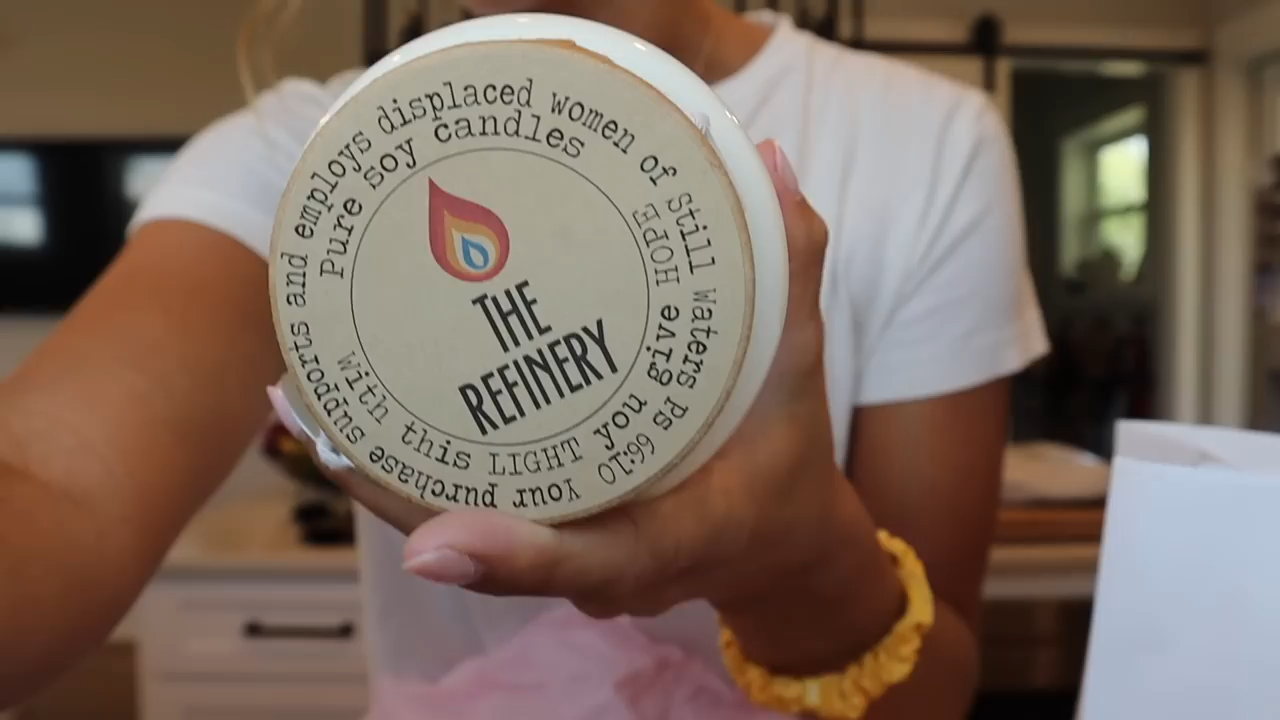 Your purchase supports and employs displaced women of Still Waters Ps 66:10
Pure soy candles
With this LIGHT you give HOPE
THE
REFINERY